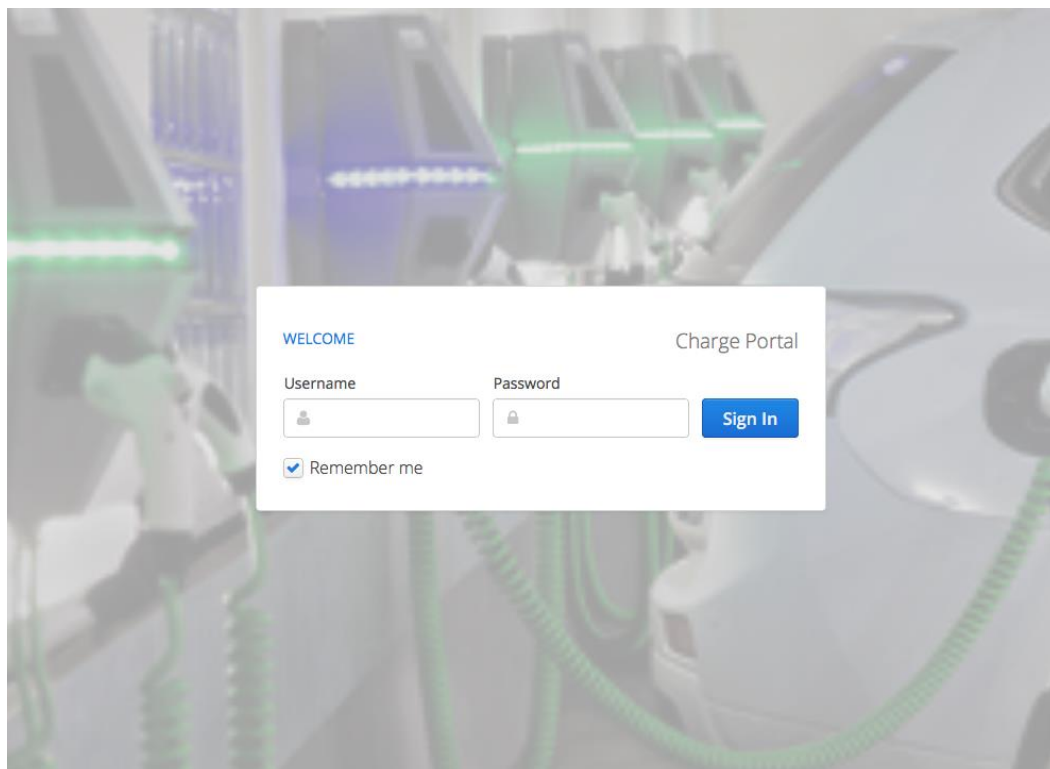 WELCOME
Charge Portal
Username
Password
Sign In
Remember me